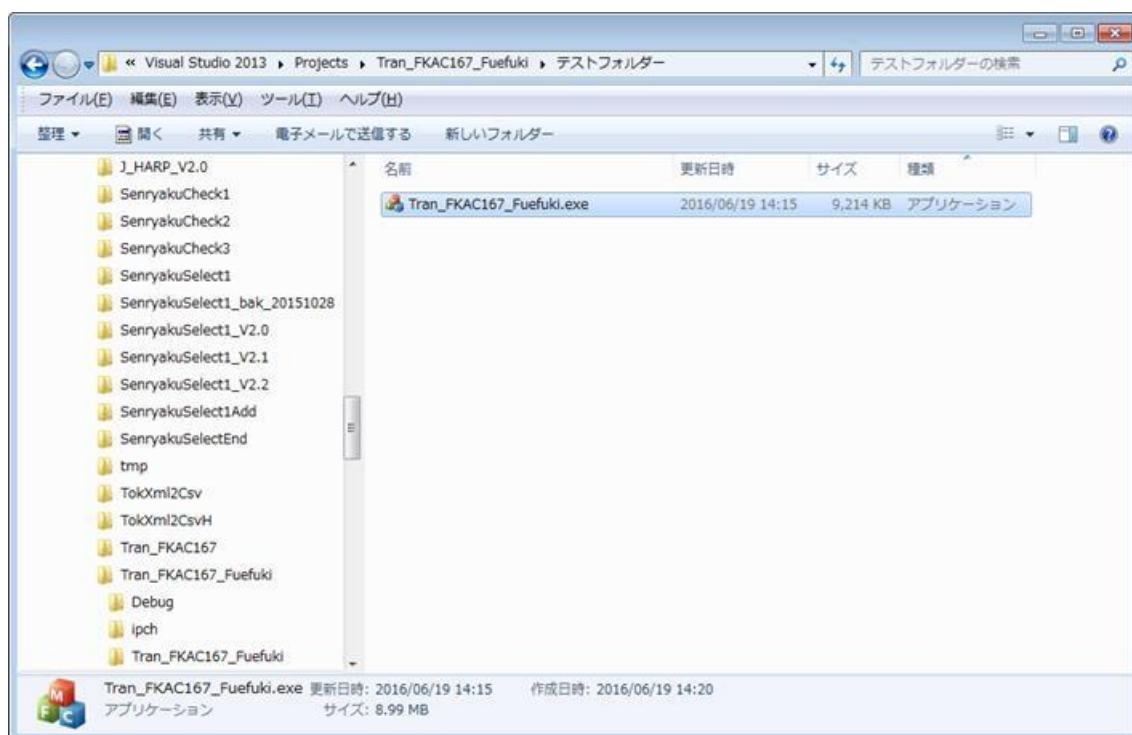 « Visual Studio 2013 ▸ Projects ▸ Tran_FKAC167_Fuefuki ▸ テストフォルダー
テストフォルダーの検索
ファイル(F) 編集(E) 表示(V) ツール(T) ヘルプ(H)
整理 開く 共有 電子メールで送信する 新しいフォルダー
J_HARP_V2.0
SenryakuCheck1
SenryakuCheck2
SenryakuCheck3
SenryakuSelect1
SenryakuSelect1_bak_20151028
SenryakuSelect1_V2.0
SenryakuSelect1_V2.1
SenryakuSelect1_V2.2
SenryakuSelect1Add
SenryakuSelectEnd
tmp
TokXml2Csv
TokXml2CsvH
Tran_FKAC167
Tran_FKAC167_Fuefuki
Debug
ipch
Tran_FKAC167_Fuefuki
名前 更新日時 サイズ 種類
Tran_FKAC167_Fuefuki.exe 2016/06/19 14:15 9,214 KB アプリケーション
Tran_FKAC167_Fuefuki.exe 更新日時: 2016/06/19 14:15 作成日時: 2016/06/19 14:20
アプリケーション サイズ: 8.99 MB
M
F C